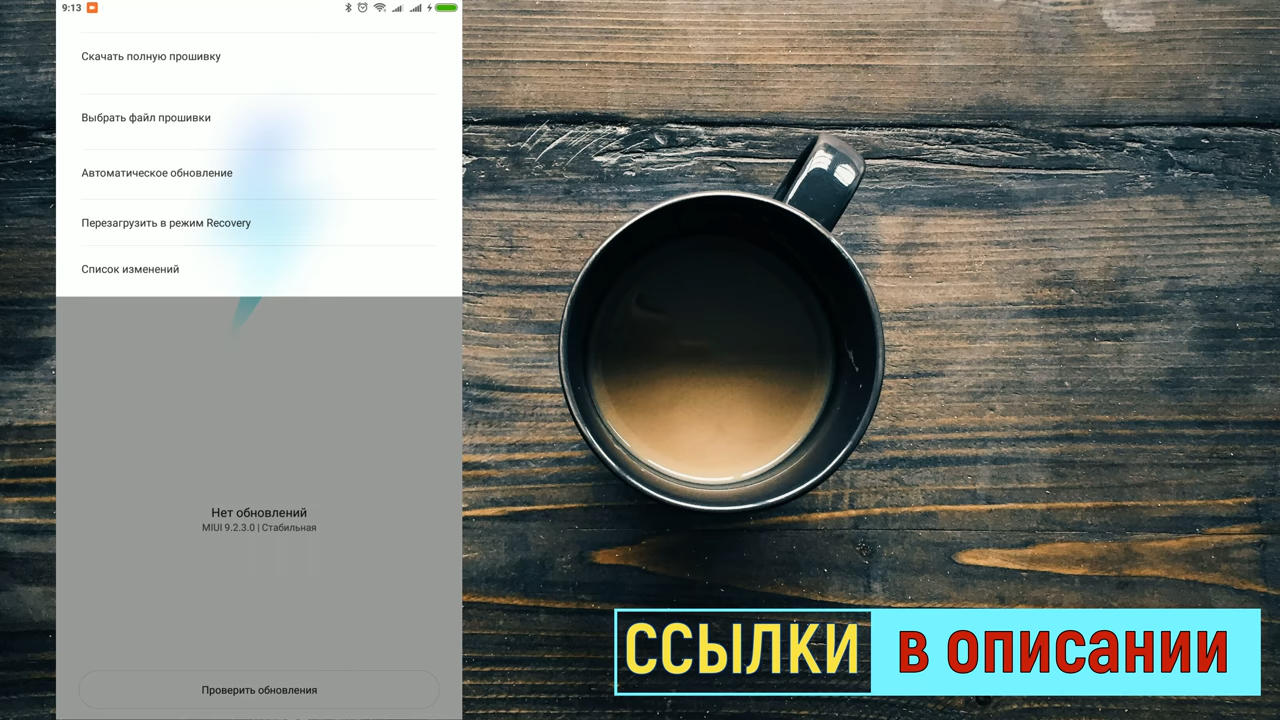 9:13
Скачать полную прошивку
Выбрать файл прошивки
Автоматическое обновление
Перезагрузить в режим Recovery
Список изменений
Нет обновлений
MIUI 9.2.3.0 | Стабильная
Проверить обновления
ССЫЛКИ в описании